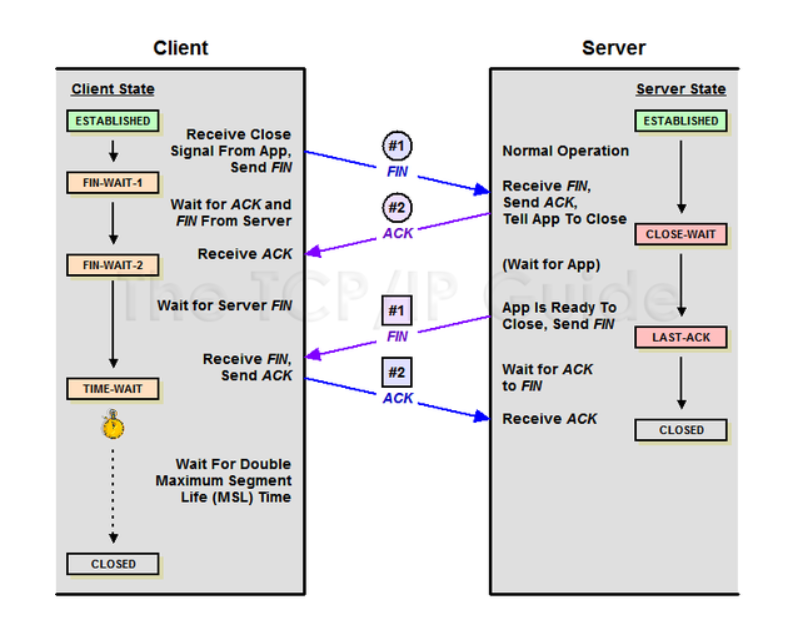 Client
Server
Client State
Server State
ESTABLISHED
ESTABLISHED
Receive Close
Signal From App,
Send FIN
#1
FIN
Normal Operation
FIN-WAIT-1
Receive FIN,
Send ACK,
Tell App To Close
Wait for ACK and
FIN From Server
#2
ACK
CLOSE-WAIT
Receive ACK
FIN-WAIT-2
(Wait for App)
The TCP/IP Guide
Wait for Server FIN
#1
FIN
App Is Ready To
Close, Send FIN
LAST-ACK
Receive FIN,
Send ACK
#2
ACK
Wait for ACK
to FIN
TIME-WAIT
Receive ACK
CLOSED
Wait For Double
Maximum Segment
Life (MSL) Time
CLOSED